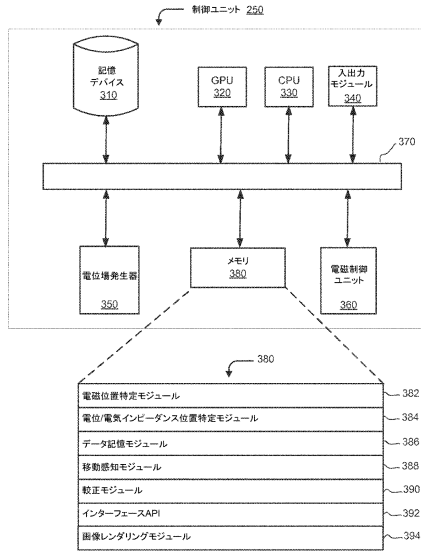 制御ユニット 250
記憶
デバイス
310
GPU
320
CPU
330
入出力
モジュール
340
370
電位場発生器
350
メモリ
380
電磁制御
ユニット
360
380
電磁位置特定モジュール
382
電位/電気インピーダンス位置特定モジュール
384
データ記憶モジュール
386
移動感知モジュール
388
較正モジュール
390
インターフェースAPI
392
画像レンダリングモジュール
394